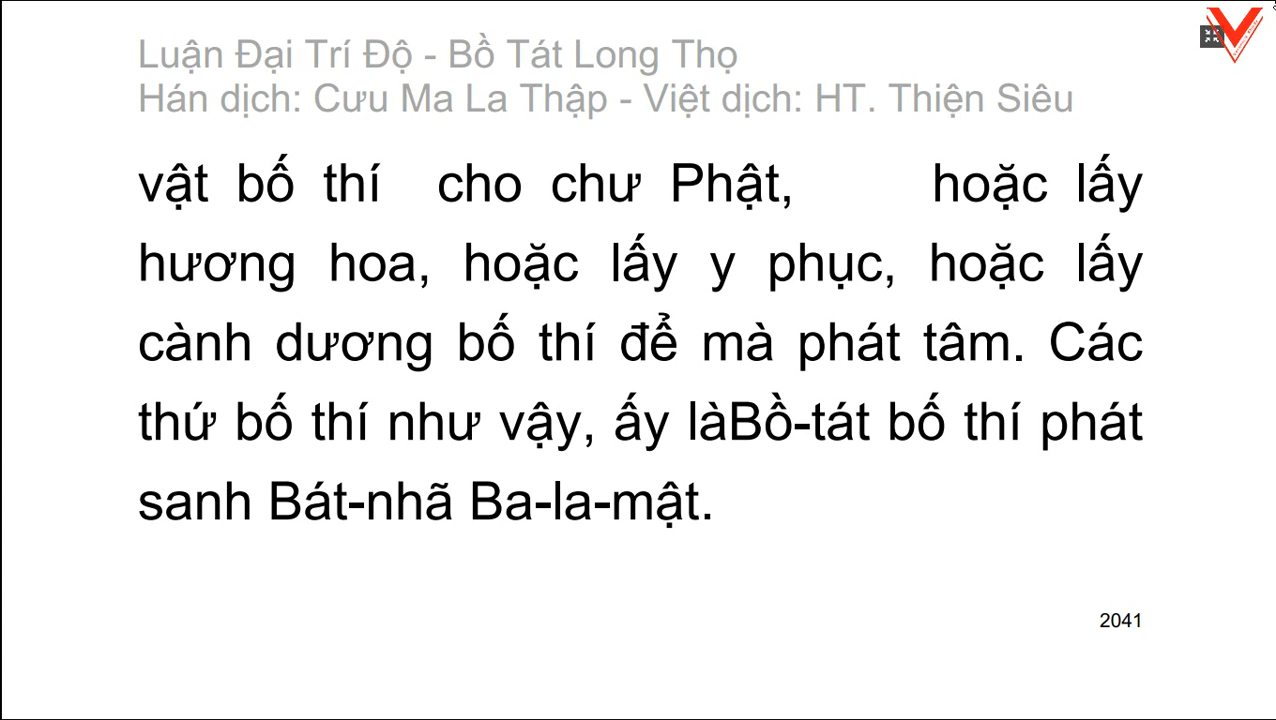 Luận Đại Trí Độ - Bồ Tát Long Thọ
Hán dịch: Cưu Ma La Thập - Việt dịch: HT. Thiện Siêu
vật bố thí cho chư Phật, hoặc lấy
hương hoa, hoặc lấy y phục, hoặc lấy
cành dương bố thí để mà phát tâm. Các
thứ bố thí như vậy, ấy làBồ-tát bố thí phát
sanh Bát-nhã Ba-la-mật.
2041